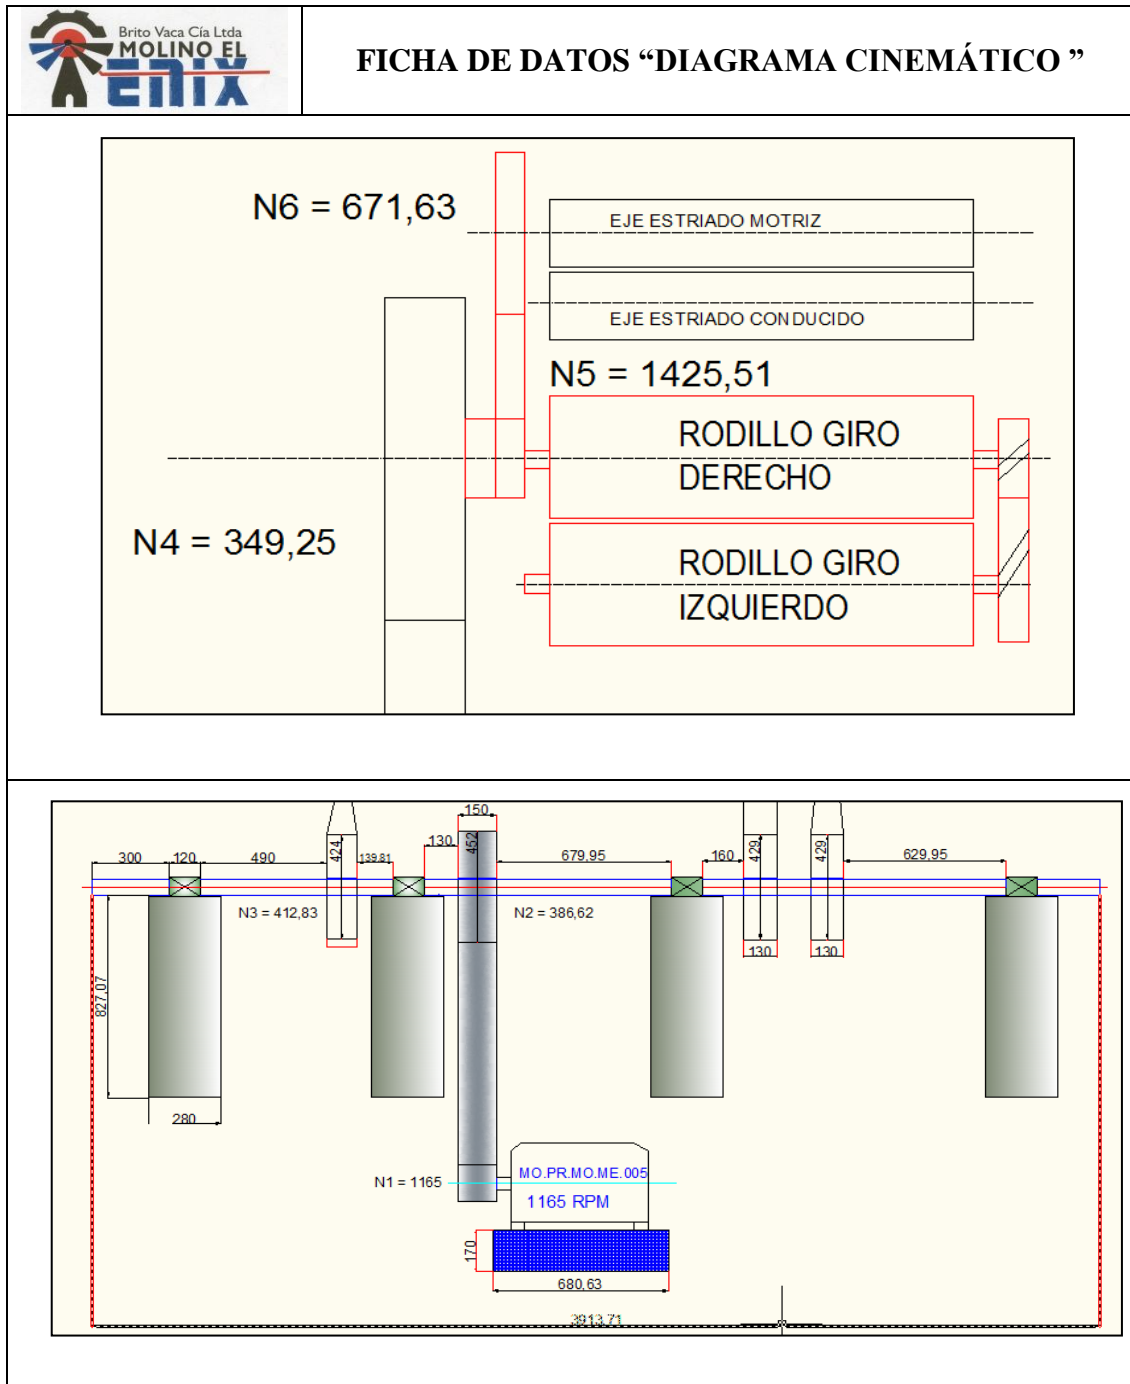 Brito Vaca Cía Ltda
MOLINO EL
FENIX
FICHA DE DATOS “DIAGRAMA CINEMÁTICO ”
N6 = 671,63
EJE ESTRIADO MOTRIZ
EJE ESTRIADO CONDUCIDO
N5 = 1425,51
RODILLO GIRO
DERECHO
N4 = 349,25
RODILLO GIRO
IZQUIERDO
150
300
120
490
424
139.81
130
452
679.95
160
429
429
629,95
N3 = 412,83
N2 = 386,62
130
130
827,07
280
N1 = 1165
MO.PR.MO.ME.005
1165 RPM
170
680,63
3913,71